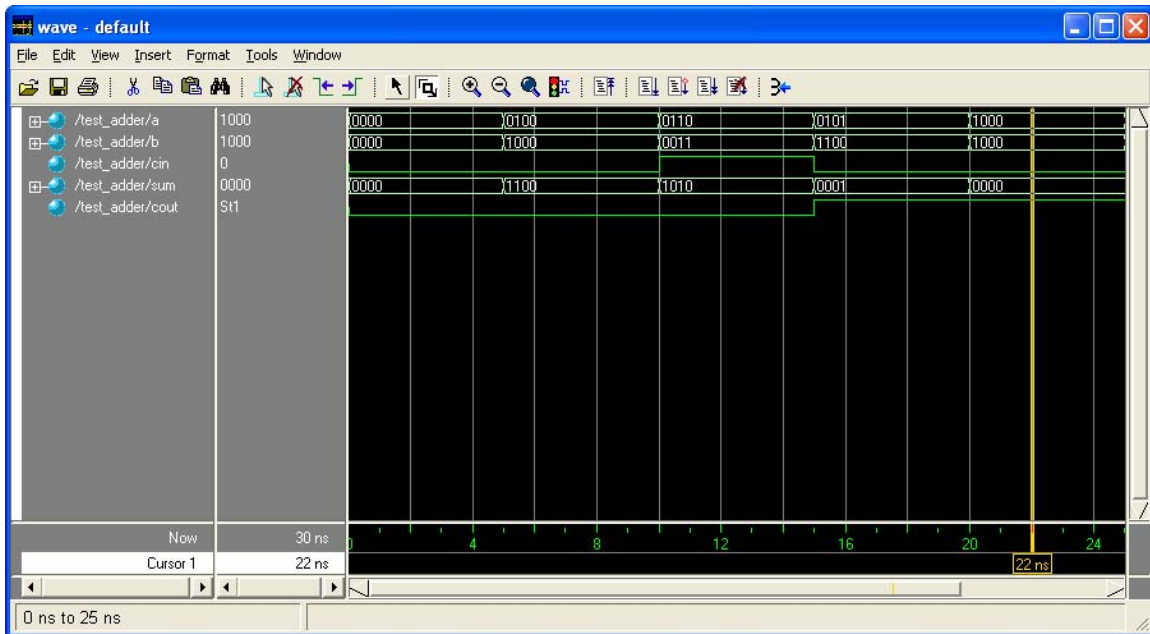 wave - default
File Edit View Insert Format Tools Window
/test_adder/a 1000 0000 0100 0110 0101 1000
/test_adder/b 1000 0000 1000 0011 1100 1000
/test_adder/cin 0
/test_adder/sum 0000 0000 1100 1010 0001 0000
/test_adder/cout St1
Now 30 ns 0 4 8 12 16 20 24
Cursor 1 22 ns 22 ns
0 ns to 25 ns